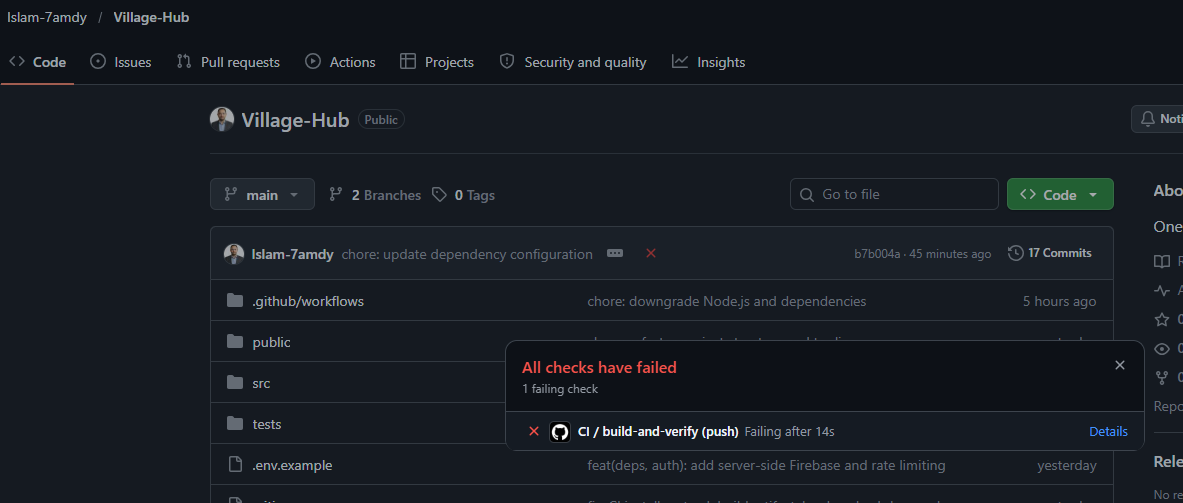 Islam-7amdy / Village-Hub
Code Issues Pull requests Actions Projects Security and quality Insights
Village-Hub Public
Noti
main 2 Branches 0 Tags Go to file Code
Abo
One
Islam-7amdy chore: update dependency configuration b7b004a · 45 minutes ago 17 Commits
.github/workflows chore: downgrade Node.js and dependencies 5 hours ago
public
All checks have failed
1 failing check
src
tests
CI / build-and-verify (push) Failing after 14s Details
Repo
.env.example feat(deps, auth): add server-side Firebase and rate limiting yesterday
Rele
No re